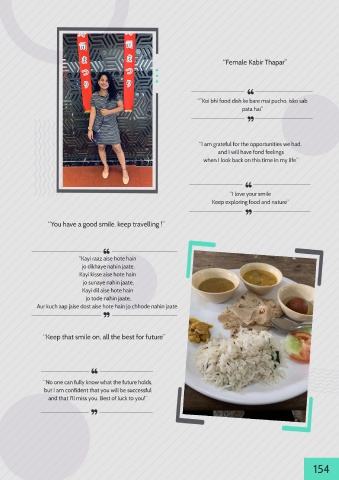 "Female Kabir Thapar"
"“Koi bhi food dish ke bare mai pucho, isko sab
pata hai"
"I am grateful for the opportunities we had,
and I will have fond feelings
when I look back on this time in my life"
"I love your smile
Keep exploring food and nature"
"You have a good smile. keep travelling !"
"Kayi raaz aise hote hain
jo dikhaye nahin jaate,
Kayi kisse aise hote hain
jo sunaye nahin jaate,
Kayi dil aise hote hain
jo tode nahin jaate,
Aur kuch aap jaise dost aise hote hain jo chhode nahin jaate
"Keep that smile on, all the best for future"
"No one can fully know what the future holds,
but I am confident that you will be successful
and that I'll miss you. Best of luck to you!"
154